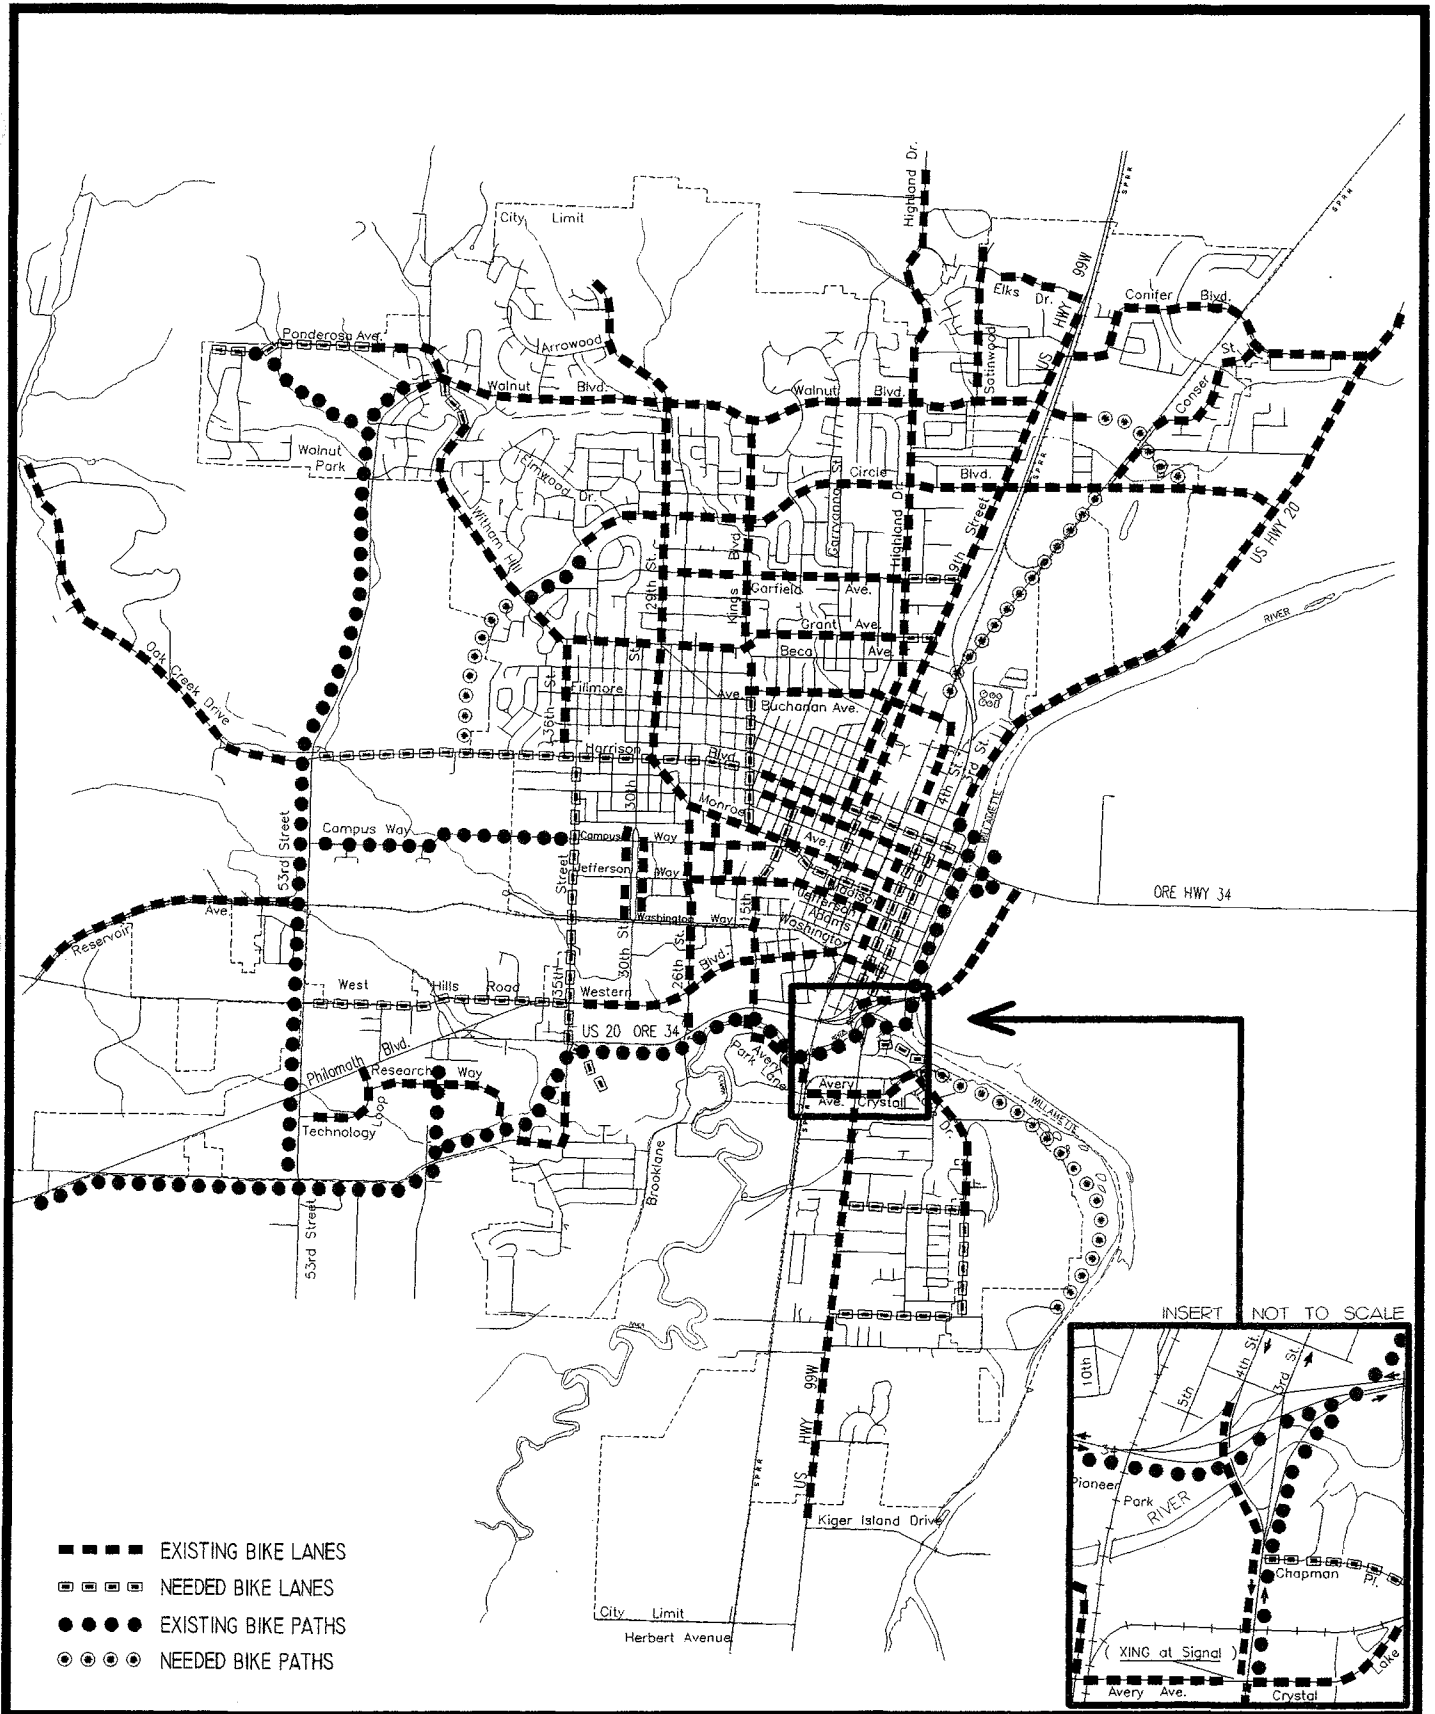 Highland Dr.
SPRR
SPRR
City Limit
US HWY 99W
Elks Dr.
Conifer Blvd.
Ponderosa Ave.
Arrowood
Satinwood
St.
Conser
Walnut Blvd.
Walnut Blvd.
Walnut
Park
Elmwood Dr.
Circle Blvd.
Garryanna St
Highland Dr.
SPRR
9th Street
US HWY 20
Witham Hill
29th St.
Kings Blvd.
Garfield Ave.
Grant Ave.
Beca Ave.
RIVER
Oak Creek Drive
St.
36th St.
Fillmore Ave.
Buchanan Ave.
Harrison Blvd.
4th St.
3rd St.
WILLAMETTE
30th
Monroe Ave.
53rd Street
Campus Way
Campus Way
Jefferson Way
Madison
Jefferson
Adams
Washington
Washington Way
15th
ORE HWY 34
Reservoir Ave.
35th Street
30th St.
26th St.
West Hills Road
Western Blvd.
US 20 ORE 34
Philomath Blvd.
Research Way
Technology Loop
Avery
Park Lane
Avery
Ave.
Crystal
Lake
Dr.
SPRR
WILLAMETTE
Brooklane
53rd Street
US HWY 99W
SPRR
Kiger Island Drive
City Limit
Herbert Avenue
EXISTING BIKE LANES
NEEDED BIKE LANES
EXISTING BIKE PATHS
NEEDED BIKE PATHS
INSERT NOT TO SCALE
10th
5th
4th St.
3rd St.
34
Pioneer
Park
RIVER
Chapman Pl.
( XING at Signal )
Avery Ave.
Crystal
Lake